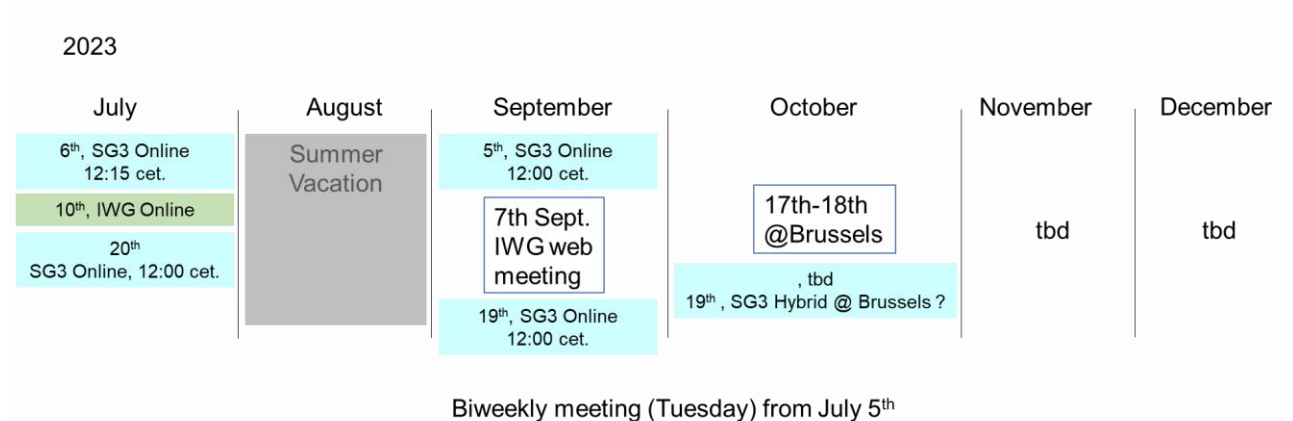 2023
July
August
September
October
November
December
6th, SG3 Online
12:15 cet.
10th, IWG Online
20th
SG3 Online, 12:00 cet.
Summer
Vacation
5th, SG3 Online
12:00 cet.
7th Sept.
IWG web
meeting
19th, SG3 Online
12:00 cet.
17th-18th
@Brussels
, tbd
19th , SG3 Hybrid @ Brussels ?
tbd
tbd
Biweekly meeting (Tuesday) from July 5th